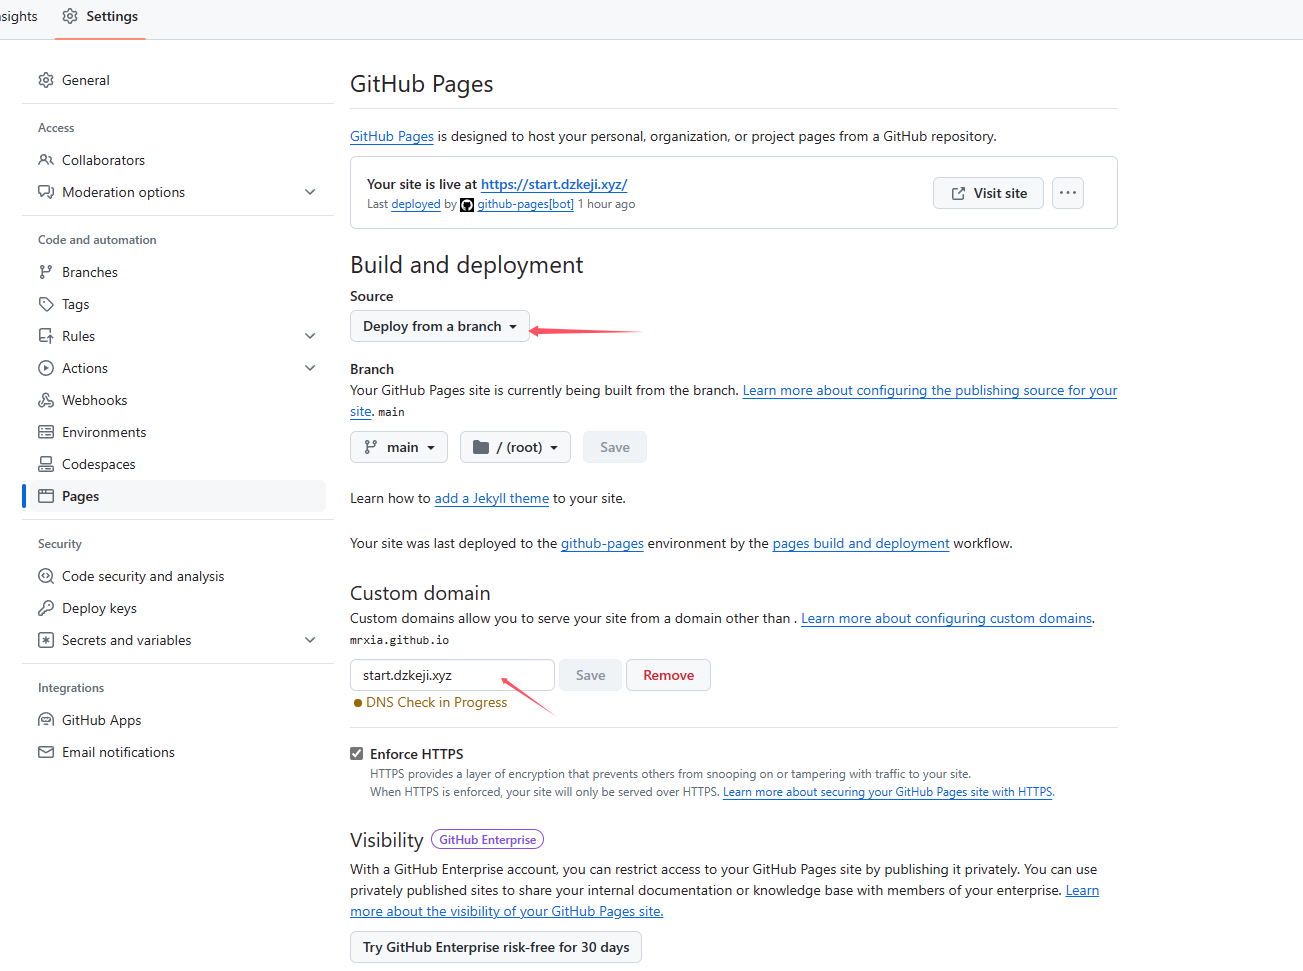 Settings
General
Access
Collaborators
Moderation options
Code and automation
Branches
Tags
Rules
Actions
Webhooks
Environments
Codespaces
Pages
Security
Code security and analysis
Deploy keys
Secrets and variables
Integrations
GitHub Apps
Email notifications
GitHub Pages
GitHub Pages is designed to host your personal, organization, or project pages from a GitHub repository.
Your site is live at https://start.dzkeji.xyz/
Last deployed by github-pages[bot] 1 hour ago
Visit site
Build and deployment
Source
Deploy from a branch
Branch
Your GitHub Pages site is currently being built from the branch. Learn more about configuring the publishing source for your
site. main
main
/ (root)
Save
Learn how to add a Jekyll theme to your site.
Your site was last deployed to the github-pages environment by the pages build and deployment workflow.
Custom domain
Custom domains allow you to serve your site from a domain other than . Learn more about configuring custom domains.
mrxia.github.io
start.dzkeji.xyz
Save
Remove
DNS Check in Progress
Enforce HTTPS
HTTPS provides a layer of encryption that prevents others from snooping on or tampering with traffic to your site.
When HTTPS is enforced, your site will only be served over HTTPS. Learn more about securing your GitHub Pages site with HTTPS.
Visibility GitHub Enterprise
With a GitHub Enterprise account, you can restrict access to your GitHub Pages site by publishing it privately. You can use
privately published sites to share your internal documentation or knowledge base with members of your enterprise. Learn
more about the visibility of your GitHub Pages site.
Try GitHub Enterprise risk-free for 30 days